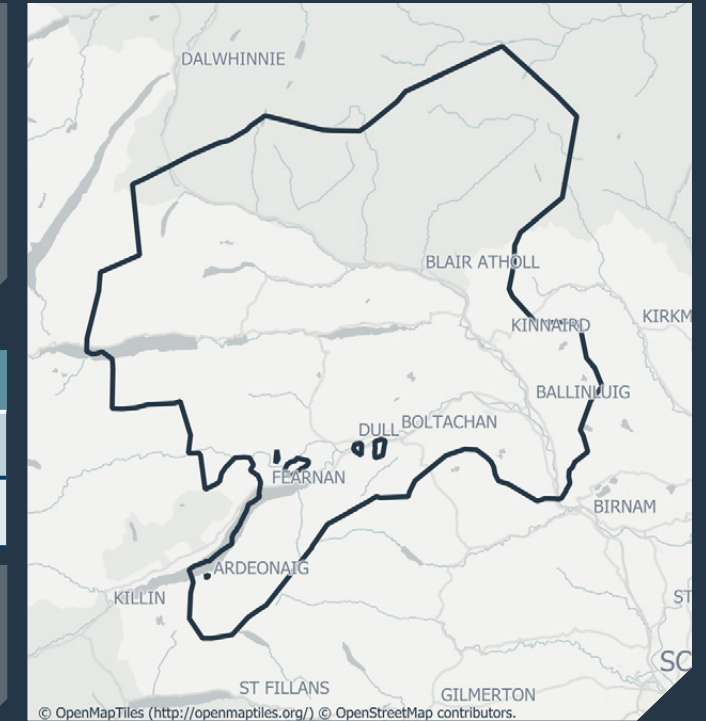 DALWHINNIE
BLAIR ATHOLL
KINNAIRD
KIRKM
BALLINLUIG
DULL
BOLTACHAN
FEARNAN
BIRNAM
ARDEONAIG
KILLIN
ST
SC
ST FILLANS
GILMERTON
© OpenMapTiles (http://openmaptiles.org/) © OpenStreetMap contributors.